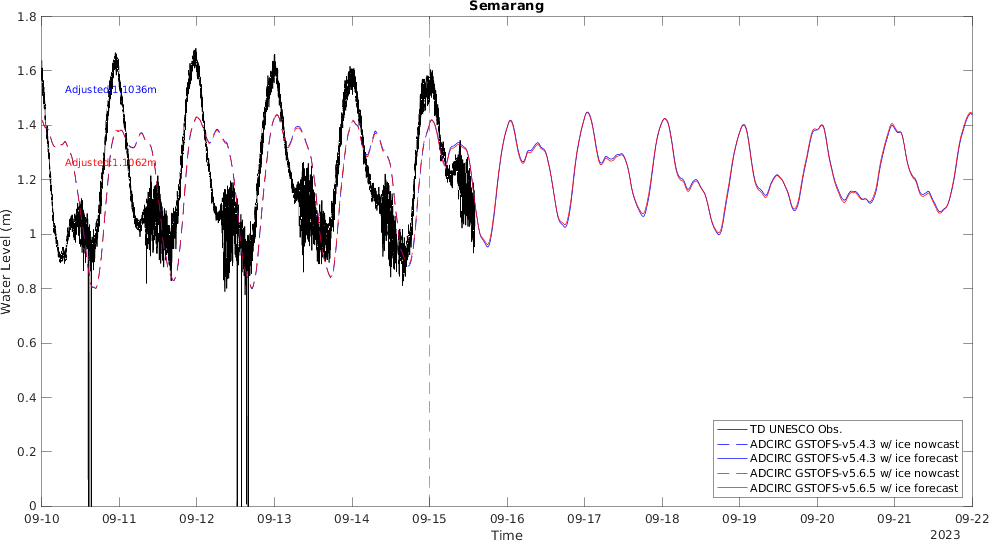 Semarang
1.8
1.6
1.4
1.2
1
0.8
0.6
0.4
0.2
0
Water Level (m)
Adjusted:1.1036m
Adjusted:1.1062m
TD UNESCO Obs.
ADCIRC GSTOFS-v5.4.3 w/ ice nowcast
ADCIRC GSTOFS-v5.4.3 w/ ice forecast
ADCIRC GSTOFS-v5.6.5 w/ ice nowcast
ADCIRC GSTOFS-v5.6.5 w/ ice forecast
09-10 09-11 09-12 09-13 09-14 09-15 09-16 09-17 09-18 09-19 09-20 09-21 09-22
Time
2023